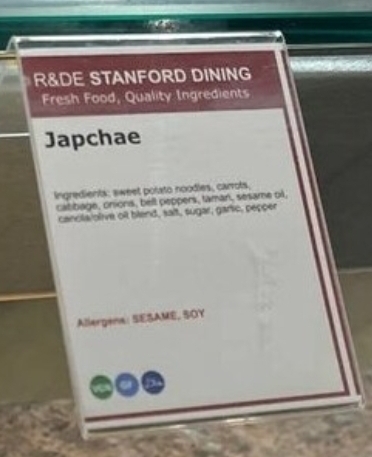 R&DE STANFORD DINING
Fresh Food, Quality Ingredients
Japchae
Ingredients: sweet potato noodles, carrots,
cabbage, onions, bell peppers, tamari, sesame oil,
canola/olive oil blend, salt, sugar, garlic, pepper
Allergens: SESAME, SOY
VGN GF